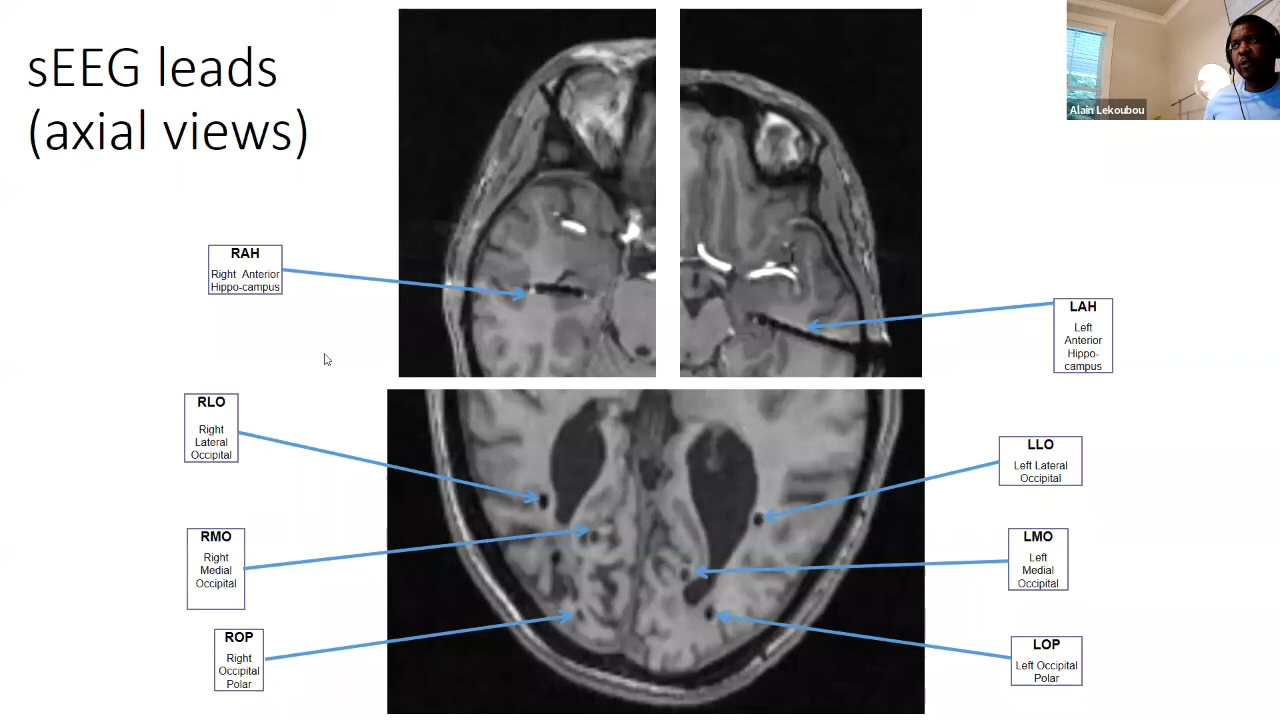 sEEG leads
(axial views)
Alain Lekoubou
RAH
Right Anterior
Hippo-campus
LAH
Left
Anterior
Hippo-
campus
RLO
Right
Lateral
Occipital
LLO
Left Lateral
Occipital
RMO
Right
Medial
Occipital
LMO
Left
Medial
Occipital
ROP
Right
Occipital
Polar
LOP
Left Occipital
Polar